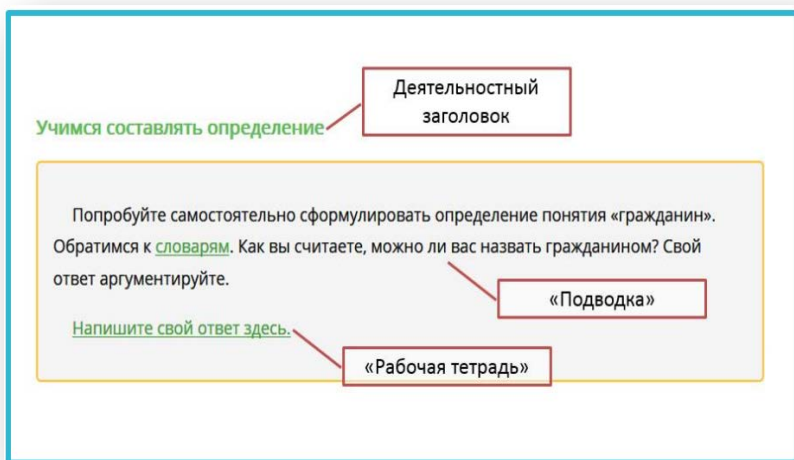 Деятельностный
заголовок
Учимся составлять определение
Попробуйте самостоятельно сформулировать определение понятия «гражданин».
Обратимся к словарям. Как вы считаете, можно ли вас назвать гражданином? Свой
ответ аргументируйте.
«Подводка»
Напишите свой ответ здесь.
«Рабочая тетрадь»